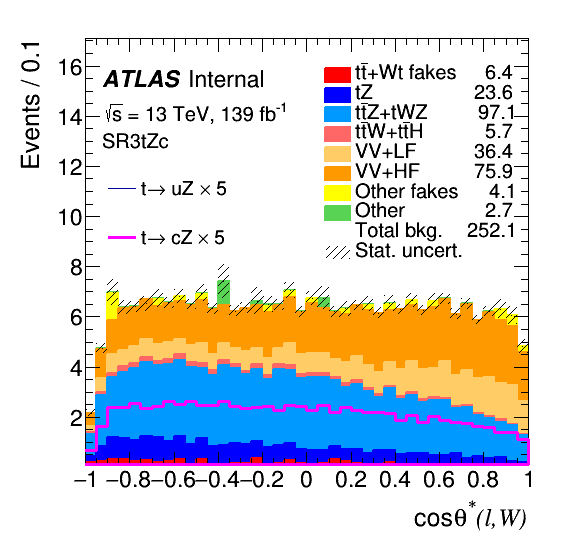 Events / 0.1
ATLAS Internal
√s = 13 TeV, 139 fb⁻¹
SR3tZc
t→ uZ × 5
t→ cZ × 5
tt̄+Wt fakes 6.4
tZ 23.6
tt̄Z+tWZ 97.1
tt̄W+tt̄H 5.7
VV+LF 36.4
VV+HF 75.9
Other fakes 4.1
Other 2.7
Total bkg. 252.1
Stat. uncert.
16
14
12
10
8
6
4
2
−1 −0.8 −0.6 −0.4 −0.2 0 0.2 0.4 0.6 0.8 1
cosθ*(l,W)